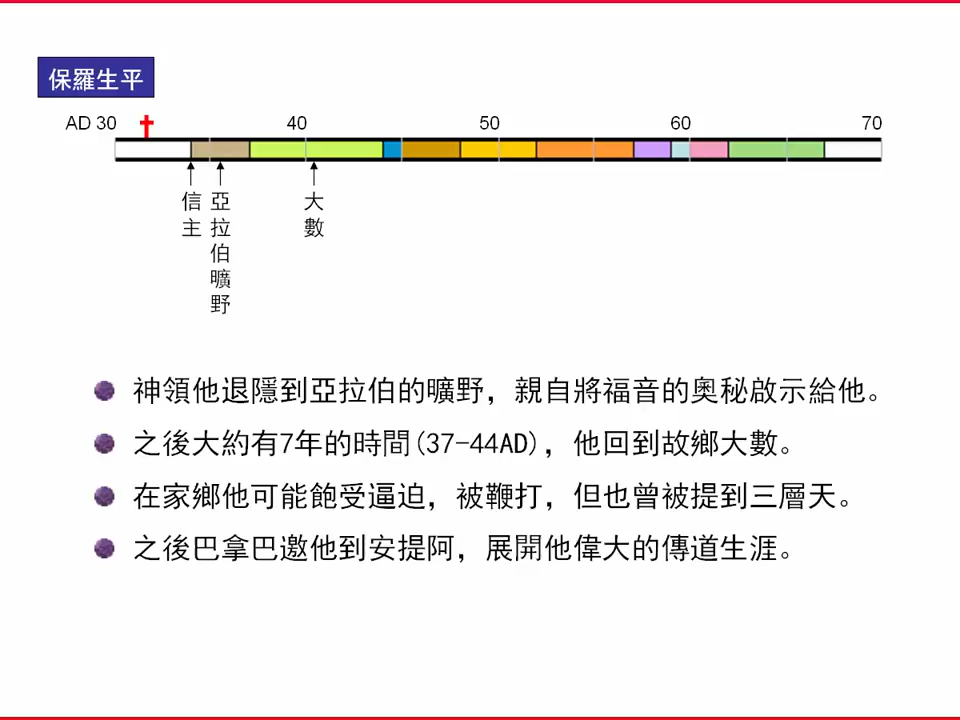 保羅生平
AD 30 40 50 60 70
信主
亞拉伯曠野
大數
神領他退隱到亞拉伯的曠野，親自將福音的奧秘啟示給他。
之後大約有7年的時間(37-44AD)，他回到故鄉大數。
在家鄉他可能飽受逼迫，被鞭打，但也曾被提到三層天。
之後巴拿巴邀他到安提阿，展開他偉大的傳道生涯。